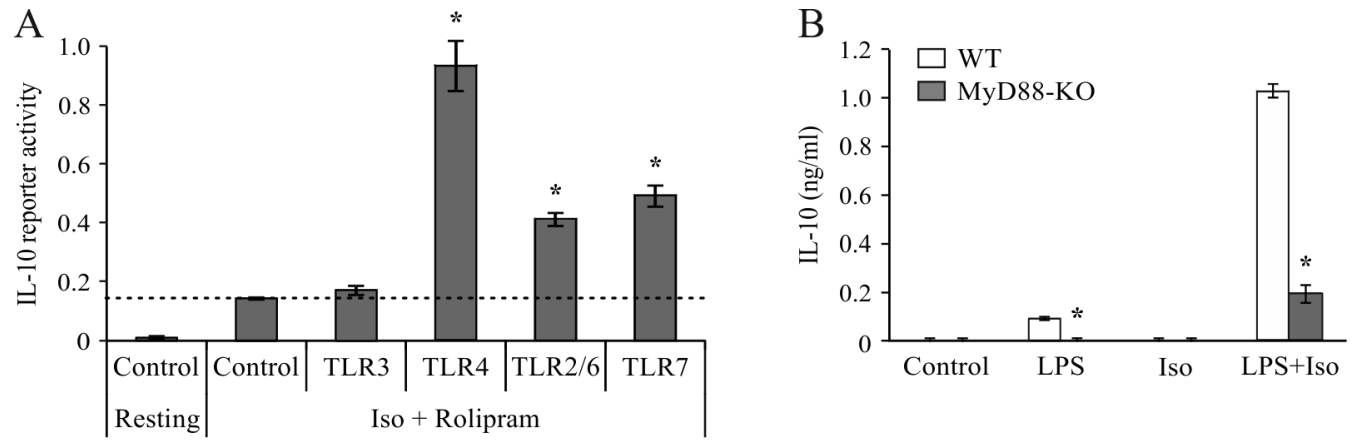 A
IL-10 reporter activity
1.0
0.8
0.6
0.4
0.2
0
*
*
*
Control Control TLR3 TLR4 TLR2/6 TLR7
Resting Iso + Rolipram
B
IL-10 (ng/ml)
1.2
1.0
0.8
0.6
0.4
0.2
0
WT
MyD88-KO
*
*
Control LPS Iso LPS+Iso